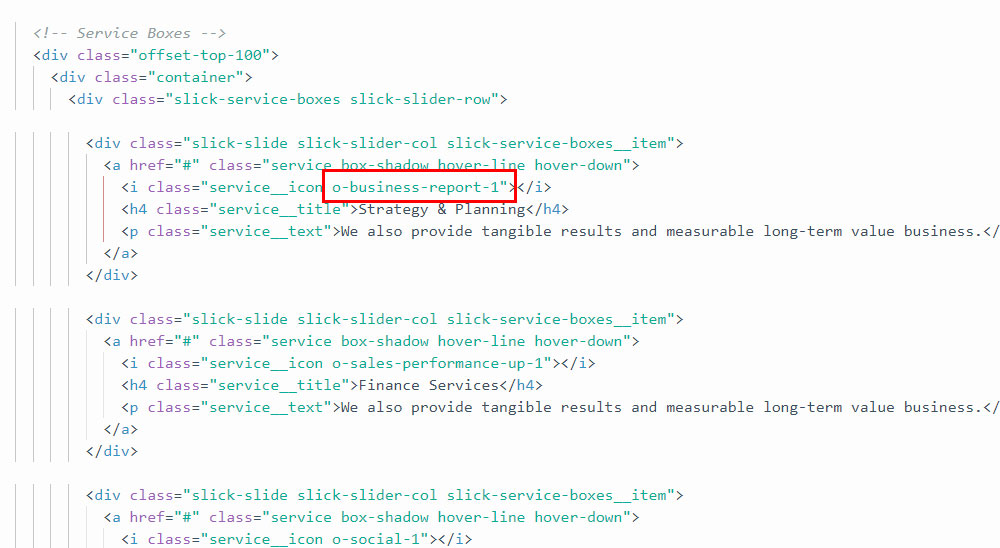 <!-- Service Boxes -->
<div class="offset-top-100">
<div class="container">
<div class="slick-service-boxes slick-slider-row">
<div class="slick-slide slick-slider-col slick-service-boxes__item">
<a href="#" class="service box-shadow hover-line hover-down">
<i class="service__icon o-business-report-1"></i>
<h4 class="service__title">Strategy & Planning</h4>
<p class="service__text">We also provide tangible results and measurable long-term value business.</
</a>
</div>
<div class="slick-slide slick-slider-col slick-service-boxes__item">
<a href="#" class="service box-shadow hover-line hover-down">
<i class="service__icon o-sales-performance-up-1"></i>
<h4 class="service__title">Finance Services</h4>
<p class="service__text">We also provide tangible results and measurable long-term value business.</
</a>
</div>
<div class="slick-slide slick-slider-col slick-service-boxes__item">
<a href="#" class="service box-shadow hover-line hover-down">
<i class="service__icon o-social-1"></i>